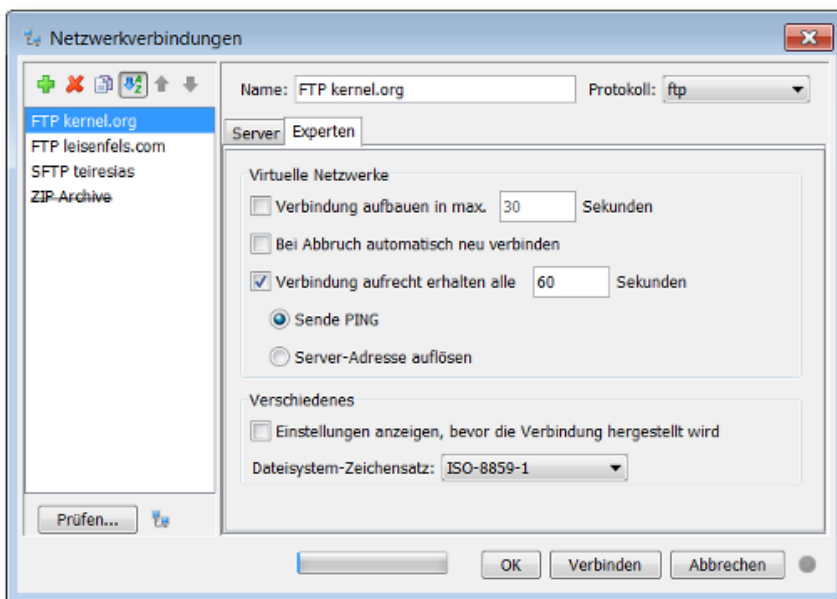 Netzwerkverbindungen
FTP kernel.org
FTP leisenfels.com
SFTP teiresias
ZIP Archive
Prüfen...
Name: FTP kernel.org Protokoll: ftp
Server Experten
Virtuelle Netzwerke
Verbindung aufbauen in max. 30 Sekunden
Bei Abbruch automatisch neu verbinden
Verbindung aufrecht erhalten alle 60 Sekunden
Sende PING
Server-Adresse auflösen
Verschiedenes
Einstellungen anzeigen, bevor die Verbindung hergestellt wird
Dateisystem-Zeichensatz: ISO-8859-1
OK Verbinden Abbrechen